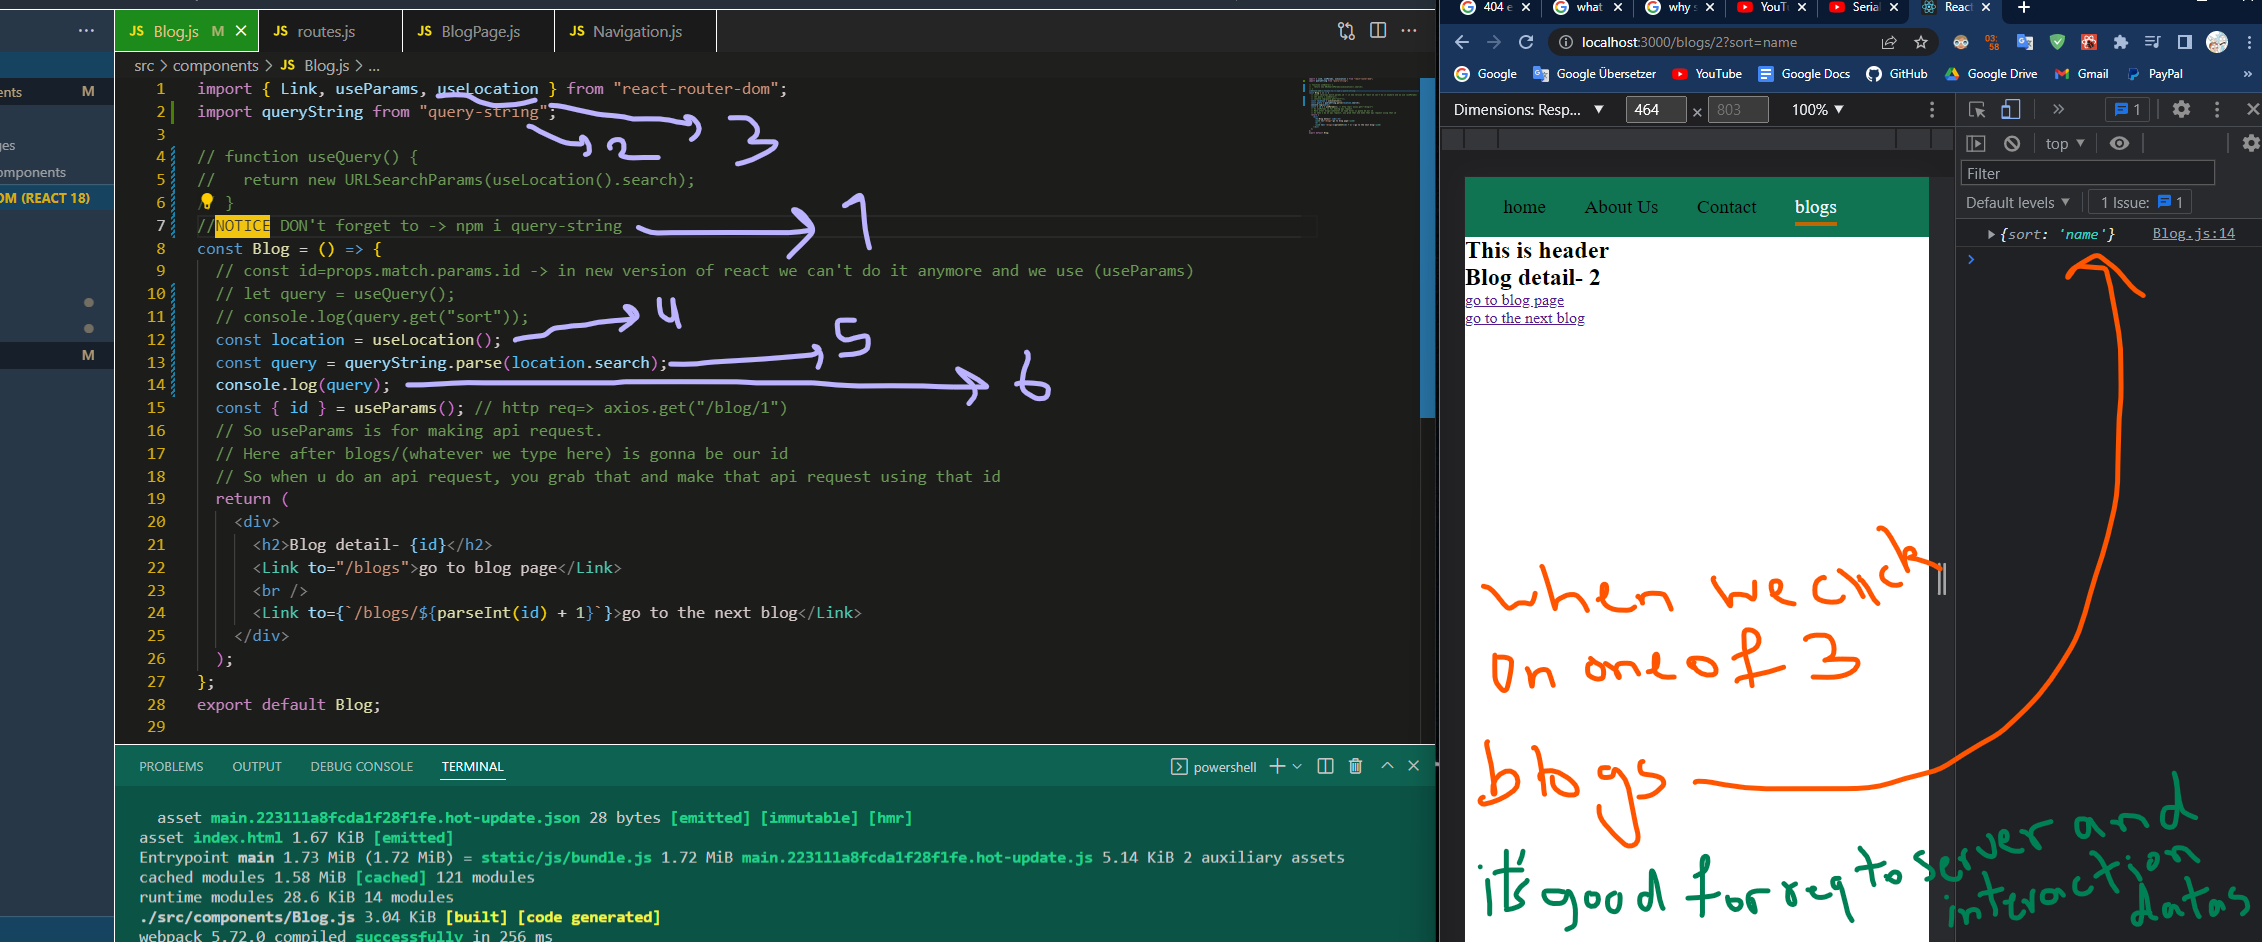 JS Blog.js M × JS routes.js JS BlogPage.js JS Navigation.js
src > components > JS Blog.js > ...
ents M
ges
omponents
OM (REACT 18)
M
1 import { Link, useParams, useLocation } from "react-router-dom";
2 import queryString from "query-string";
3
4 // function useQuery() {
5 //   return new URLSearchParams(useLocation().search);
6 }
7 //NOTICE DON't forget to -> npm i query-string
8 const Blog = () => {
9 // const id=props.match.params.id -> in new version of react we can't do it anymore and we use (useParams)
10 // let query = useQuery();
11 // console.log(query.get("sort"));
12 const location = useLocation();
13 const query = queryString.parse(location.search);
14 console.log(query);
15 const { id } = useParams(); // http req=> axios.get("/blog/1")
16 // So useParams is for making api request.
17 // Here after blogs/(whatever we type here) is gonna be our id
18 // So when u do an api request, you grab that and make that api request using that id
19 return (
20 <div>
21 <h2>Blog detail- {id}</h2>
22 <Link to="/blogs">go to blog page</Link>
23 <br />
24 <Link to={`/blogs/${parseInt(id) + 1}`}>go to the next blog</Link>
25 </div>
26 );
27 };
28 export default Blog;
29
2 3
1
4
5
6
PROBLEMS OUTPUT DEBUG CONSOLE TERMINAL powershell
asset main.223111a8fcda1f28f1fe.hot-update.json 28 bytes [emitted] [immutable] [hmr]
asset index.html 1.67 KiB [emitted]
Entrypoint main 1.73 MiB (1.72 MiB) = static/js/bundle.js 1.72 MiB main.223111a8fcda1f28f1fe.hot-update.js 5.14 KiB 2 auxiliary assets
cached modules 1.58 MiB [cached] 121 modules
runtime modules 28.6 KiB 14 modules
./src/components/Blog.js 3.04 KiB [built] [code generated]
webpack 5.72.0 compiled successfully in 256 ms
404 e what why s YouT Serial React
localhost:3000/blogs/2?sort=name
Google Google Übersetzer YouTube Google Docs GitHub Google Drive Gmail PayPal
Dimensions: Resp... 464 × 803 100% 1
top
Filter
Default levels 1 Issue: 1
{sort: 'name'} Blog.js:14
home About Us Contact blogs
This is header
Blog detail- 2
go to blog page
go to the next blog
when we click
on one of 3
blogs
it's good for req to server and
interaction
datas